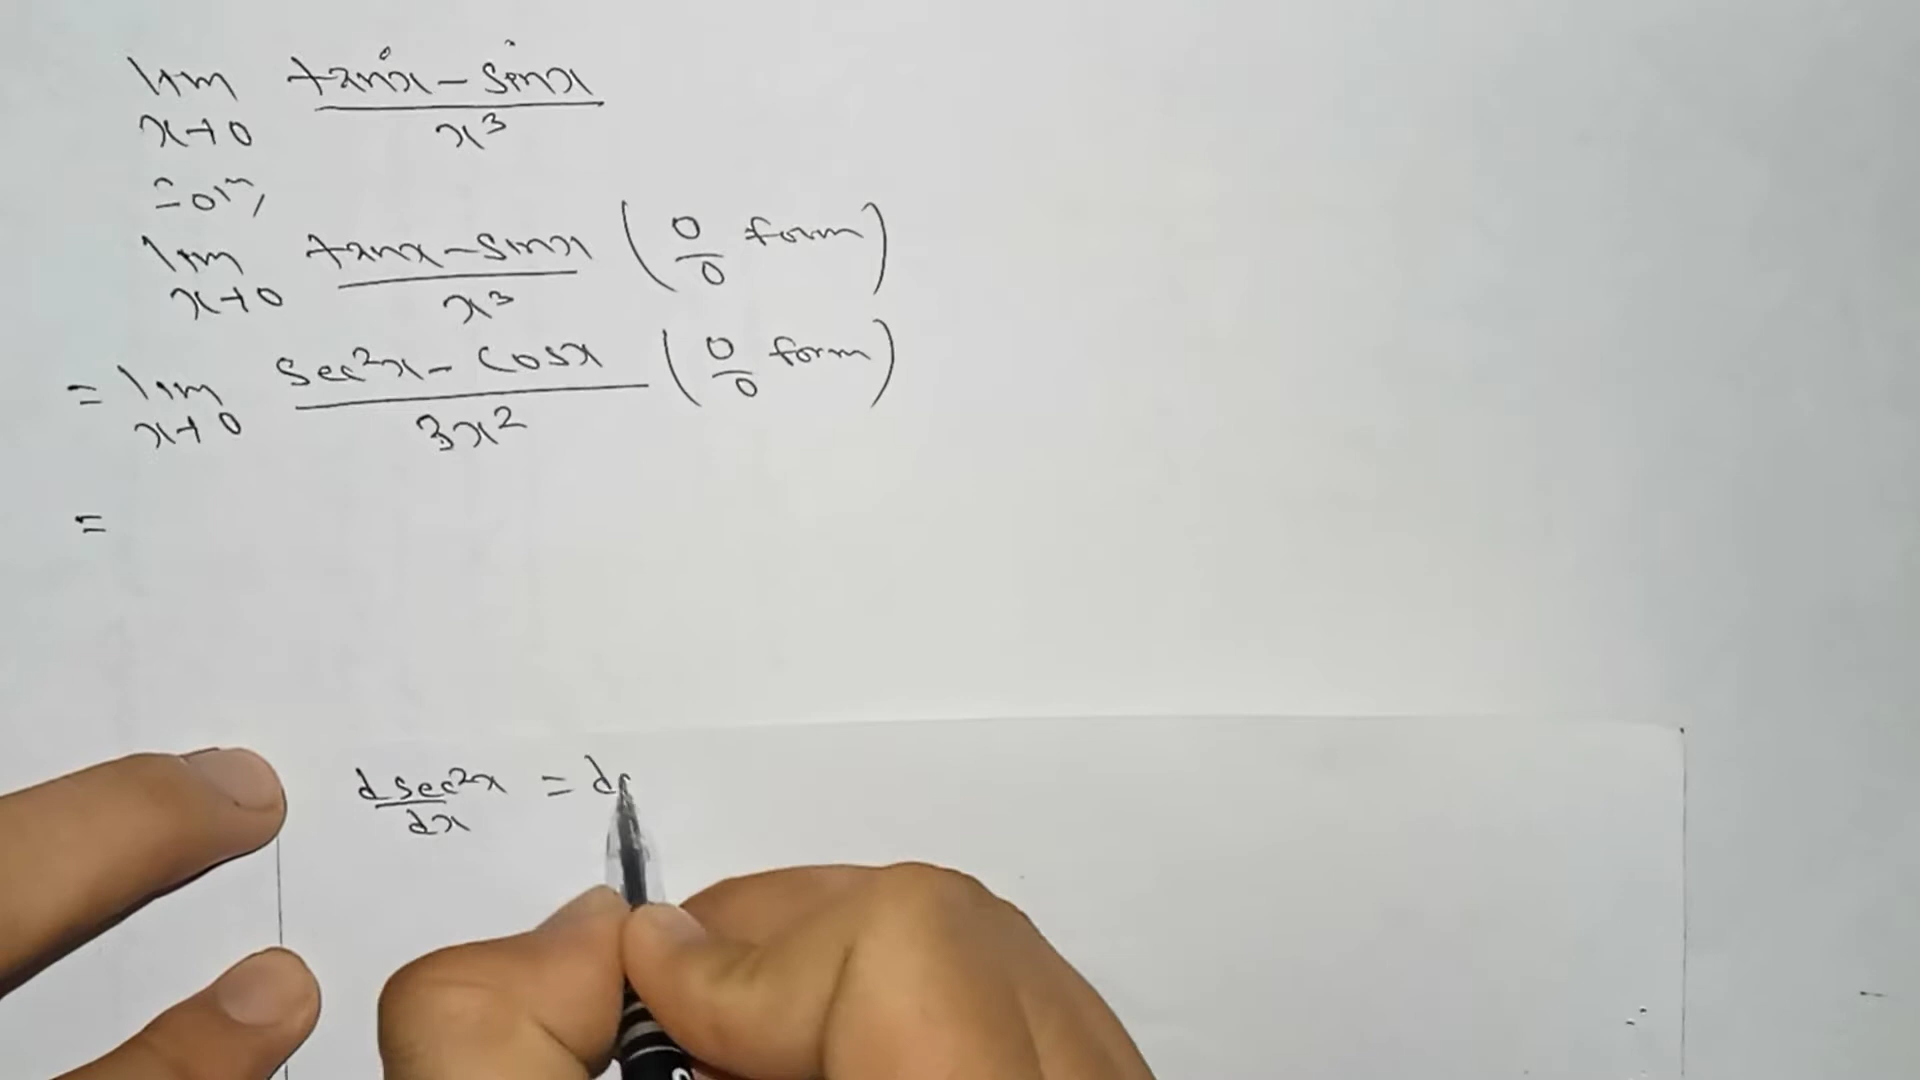 lim tanx - sinx
x→0 x³
lim tanx - sinx ( 0/0 form )
x→0 x³
= lim sec²x - cosx ( 0/0 form )
x→0 3x²
=
d sec²x = d
dx